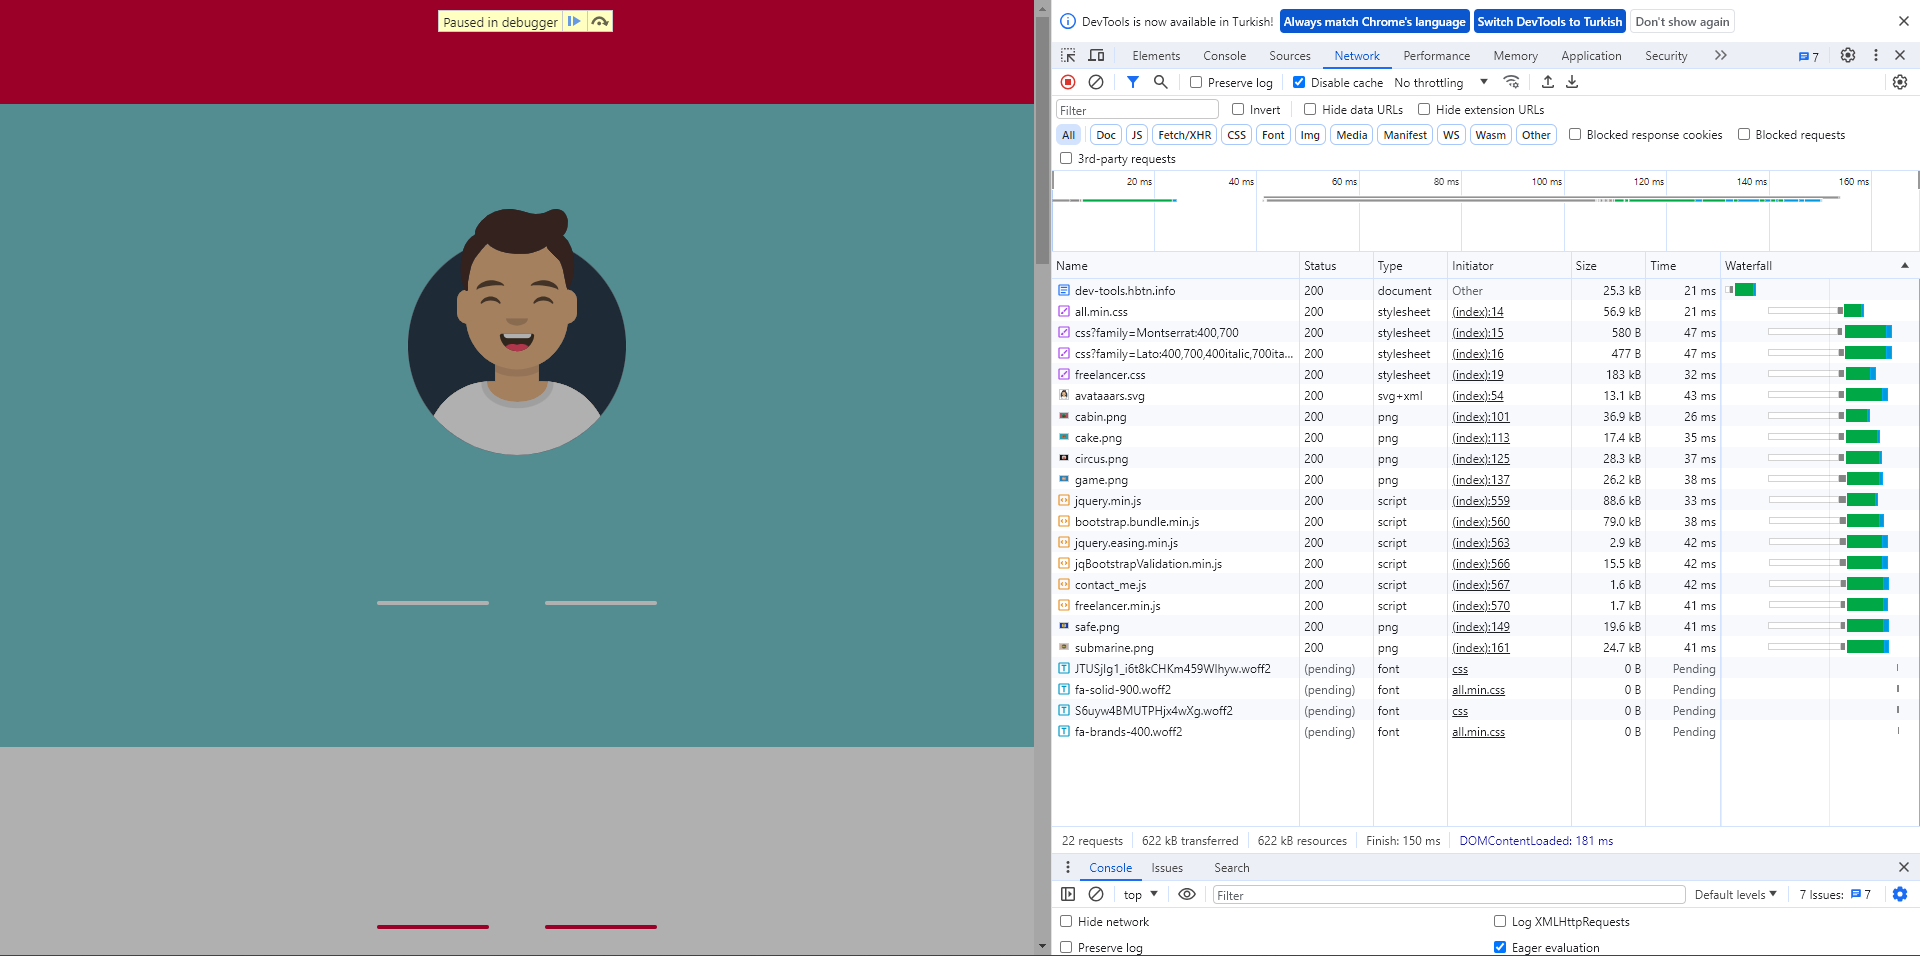 Paused in debugger
DevTools is now available in Turkish! Always match Chrome's language Switch DevTools to Turkish Don't show again
Elements Console Sources Network Performance Memory Application Security 7
Preserve log Disable cache No throttling
Filter Invert Hide data URLs Hide extension URLs
All Doc JS Fetch/XHR CSS Font Img Media Manifest WS Wasm Other Blocked response cookies Blocked requests
3rd-party requests
20 ms 40 ms 60 ms 80 ms 100 ms 120 ms 140 ms 160 ms
Name Status Type Initiator Size Time Waterfall
dev-tools.hbtn.info 200 document Other 25.3 kB 21 ms
all.min.css 200 stylesheet (index):14 56.9 kB 21 ms
css?family=Montserrat:400,700 200 stylesheet (index):15 580 B 47 ms
css?family=Lato:400,700,400italic,700ita... 200 stylesheet (index):16 477 B 47 ms
freelancer.css 200 stylesheet (index):19 183 kB 32 ms
avataaars.svg 200 svg+xml (index):54 13.1 kB 43 ms
cabin.png 200 png (index):101 36.9 kB 26 ms
cake.png 200 png (index):113 17.4 kB 35 ms
circus.png 200 png (index):125 28.3 kB 37 ms
game.png 200 png (index):137 26.2 kB 38 ms
jquery.min.js 200 script (index):559 88.6 kB 33 ms
bootstrap.bundle.min.js 200 script (index):560 79.0 kB 38 ms
jquery.easing.min.js 200 script (index):563 2.9 kB 42 ms
jqBootstrapValidation.min.js 200 script (index):566 15.5 kB 42 ms
contact_me.js 200 script (index):567 1.6 kB 42 ms
freelancer.min.js 200 script (index):570 1.7 kB 41 ms
safe.png 200 png (index):149 19.6 kB 41 ms
submarine.png 200 png (index):161 24.7 kB 41 ms
JTUSjIg1_i6t8kCHKm459Wlhyw.woff2 (pending) font css 0 B Pending
fa-solid-900.woff2 (pending) font all.min.css 0 B Pending
S6uyw4BMUTPHjx4wXg.woff2 (pending) font css 0 B Pending
fa-brands-400.woff2 (pending) font all.min.css 0 B Pending
22 requests 622 kB transferred 622 kB resources Finish: 150 ms DOMContentLoaded: 181 ms
Console Issues Search
top Filter Default levels 7 Issues: 7
Hide network Log XMLHttpRequests
Preserve log Eager evaluation